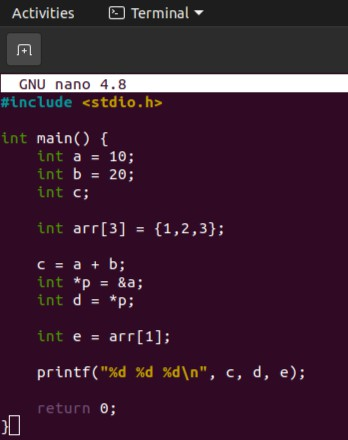 Activities Terminal
GNU nano 4.8
#include <stdio.h>
int main() {
    int a = 10;
    int b = 20;
    int c;
    int arr[3] = {1,2,3};
    c = a + b;
    int *p = &a;
    int d = *p;
    int e = arr[1];
    printf("%d %d %d\n", c, d, e);
    return 0;
}